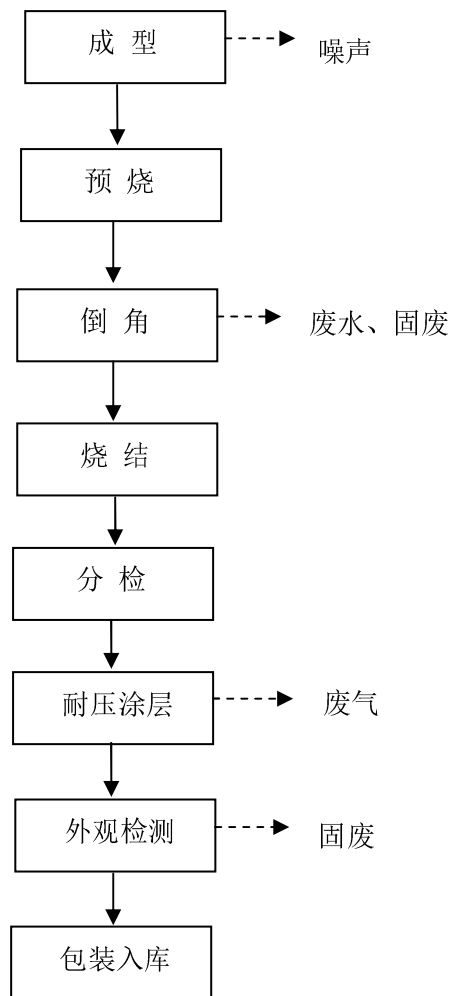 成 型
噪声
预 烧
倒 角
废水、固废
烧 结
分 检
耐压涂层
废气
外观检测
固废
包装入库